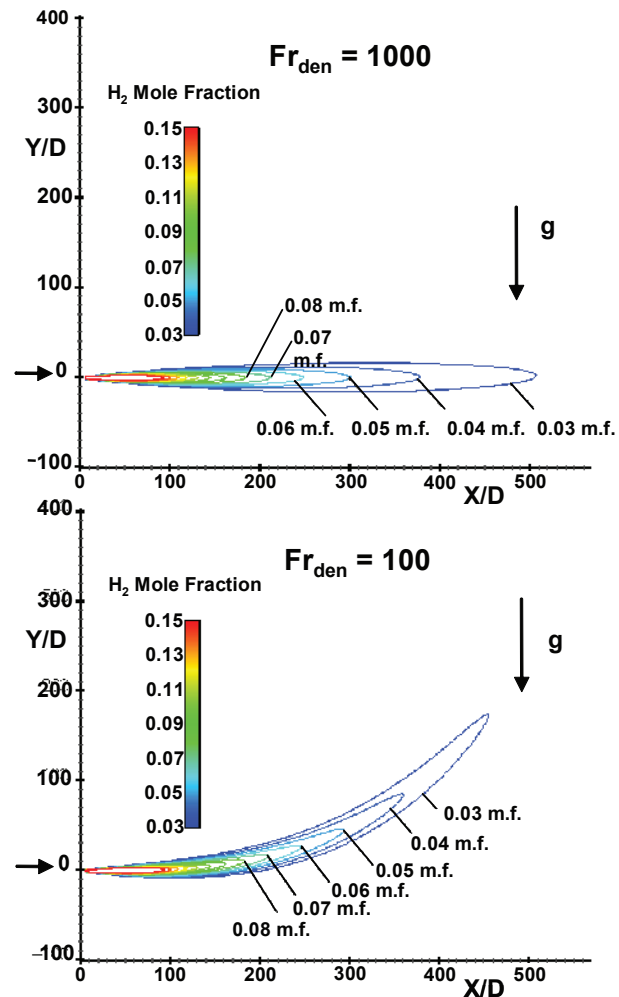 400
Fr_den = 1000
H₂ Mole Fraction
300
0.15
Y/D
0.13
200
0.11
g
0.09
0.07
100
0.08 m.f.
0.05
0.07
m.f.
0.03
0
0.06 m.f.
0.05 m.f.
0.04 m.f.
0.03 m.f.
-100
0
100
200
300
400
500
X/D
400
Fr_den = 100
H₂ Mole Fraction
300
0.15
Y/D
0.13
g
200
0.11
0.09
0.07
100
0.05
0.03
0.03 m.f.
0.04 m.f.
0
0.05 m.f.
0.06 m.f.
0.07 m.f.
0.08 m.f.
-100
0
100
200
300
400
500
X/D